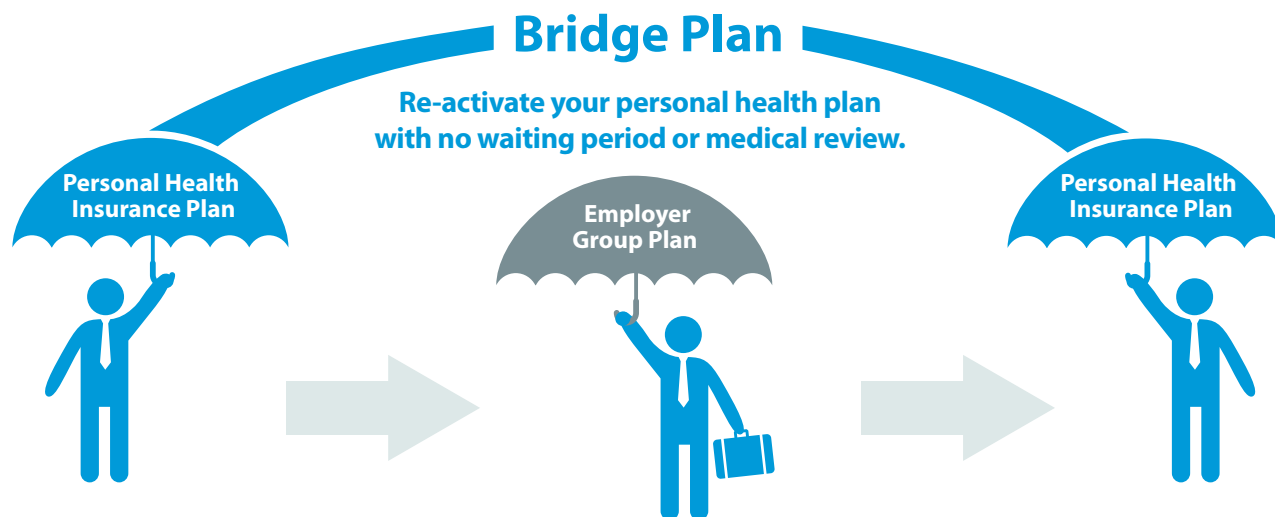 Bridge Plan
Re-activate your personal health plan
with no waiting period or medical review.
Personal Health
Insurance Plan
Employer
Group Plan
Personal Health
Insurance Plan